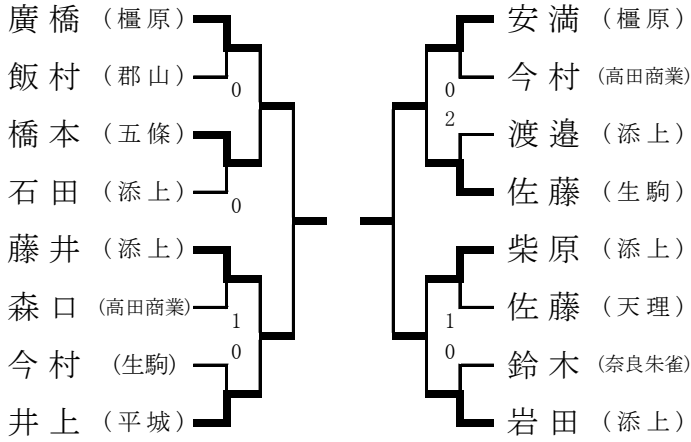 廣橋 (橿原)
飯村 (郡山)
0
橋本 (五條)
石田 (添上)
0
藤井 (添上)
森口 (高田商業)
1
今村 (生駒)
0
井上 (平城)
安満 (橿原)
今村 (高田商業)
0
渡邉 (添上)
2
佐藤 (生駒)
柴原 (添上)
佐藤 (天理)
1
鈴木 (奈良朱雀)
0
岩田 (添上)